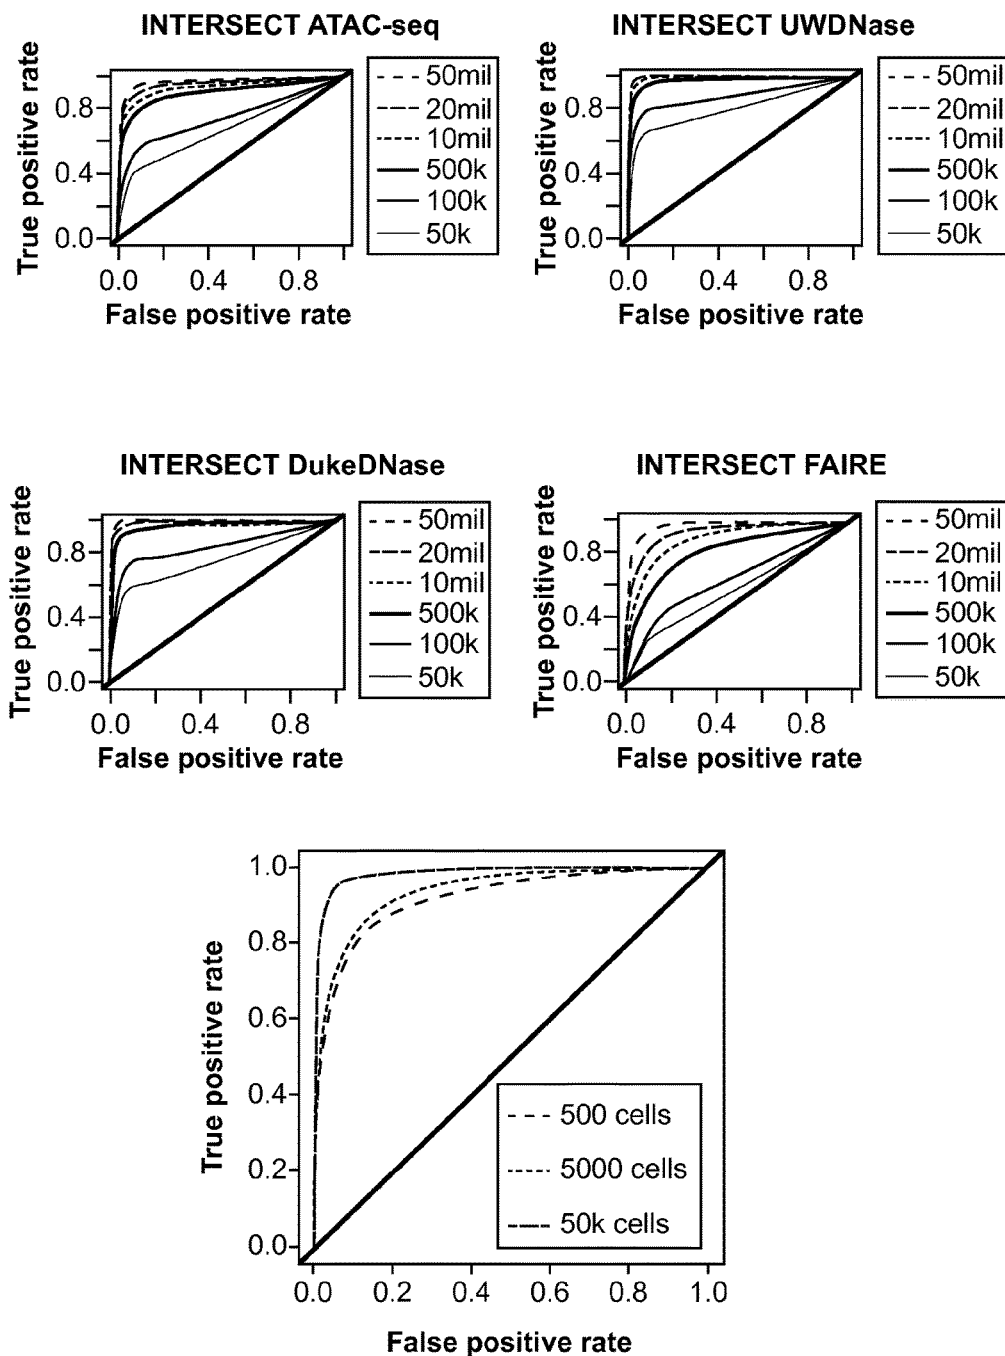 INTERSECT ATAC-seq
True positive rate
0.8
0.4
0.0
0.0 0.4 0.8
False positive rate
50mil
20mil
10mil
500k
100k
50k
INTERSECT UWDNase
True positive rate
0.8
0.4
0.0
0.0 0.4 0.8
False positive rate
50mil
20mil
10mil
500k
100k
50k
INTERSECT DukeDNase
True positive rate
0.8
0.4
0.0
0.0 0.4 0.8
False positive rate
50mil
20mil
10mil
500k
100k
50k
INTERSECT FAIRE
True positive rate
0.8
0.4
0.0
0.0 0.4 0.8
False positive rate
50mil
20mil
10mil
500k
100k
50k
True positive rate
1.0
0.8
0.6
0.4
0.2
0.0
500 cells
5000 cells
50k cells
0.0 0.2 0.4 0.6 0.8 1.0
False positive rate